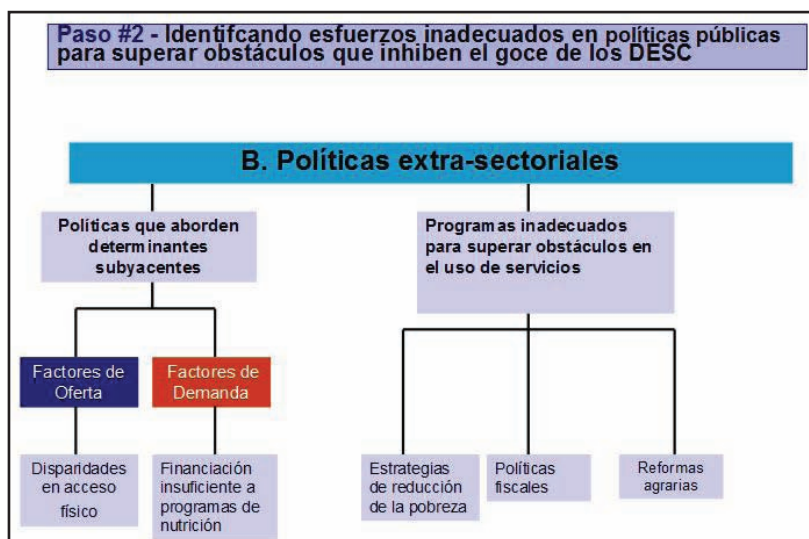 Paso #2 - Identifcando esfuerzos inadecuados en políticas públicas
para superar obstáculos que inhiben el goce de los DESC
B. Políticas extra-sectoriales
Políticas que aborden
determinantes
subyacentes
Programas inadecuados
para superar obstáculos en
el uso de servicios
Factores de
Oferta
Factores de
Demanda
Disparidades
en acceso
físico
Financiación
insuficiente a
programas de
nutrición
Estrategias
de reducción
de la pobreza
Políticas
fiscales
Reformas
agrarias